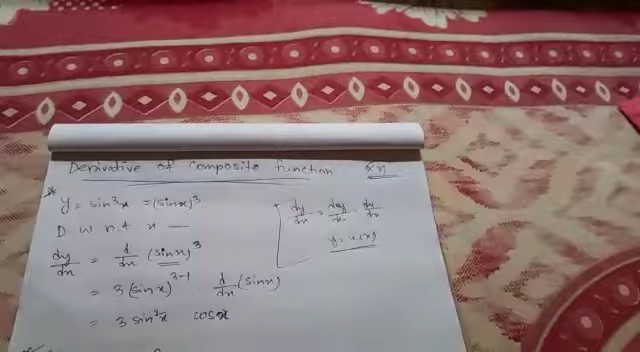 Derivative of composite function xn
* y = sin³x = (sinx)³
D. w r. t x —
dy/dx = d/dx (sinx)³
= 3(sinx)³⁻¹ d/dx (sinx)
= 3 sin²x cosx
dy/dx = dy/du . du/dx